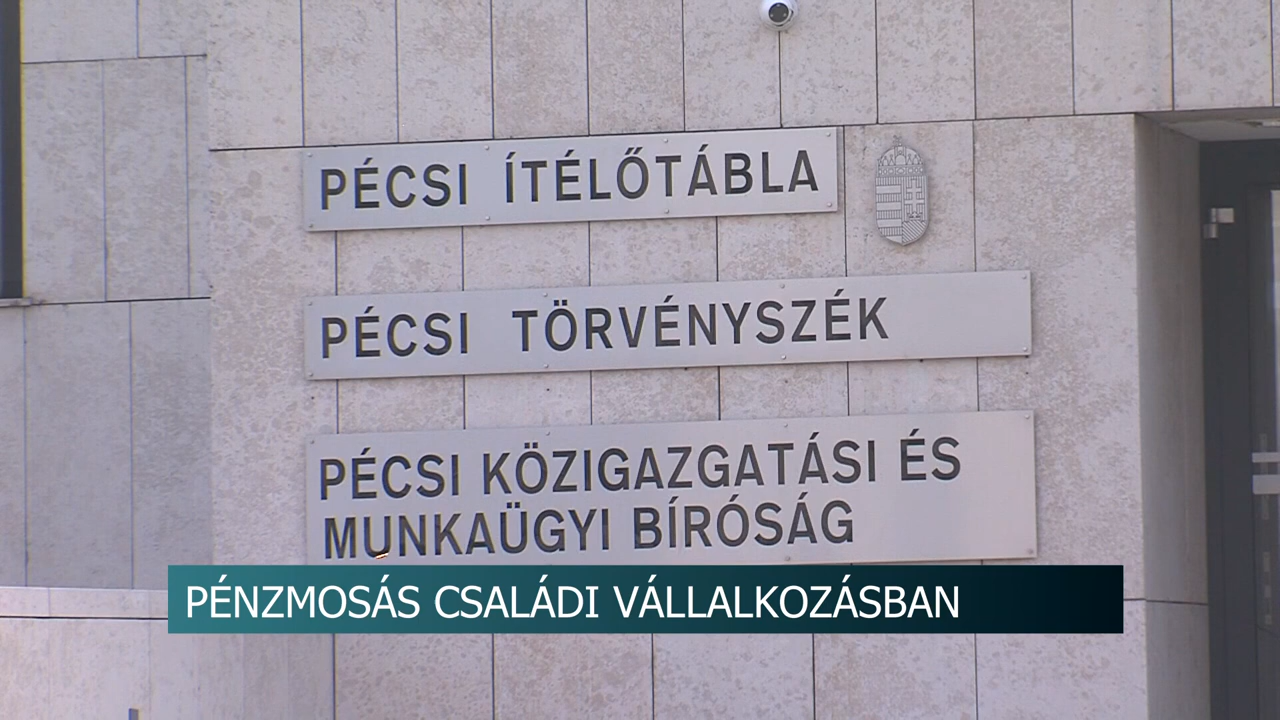 PÉCSI ÍTÉLŐTÁBLA
PÉCSI TÖRVÉNYSZÉK
PÉCSI KÖZIGAZGATÁSI ÉS
MUNKAÜGYI BÍRÓSÁG
PÉNZMOSÁS CSALÁDI VÁLLALKOZÁSBAN